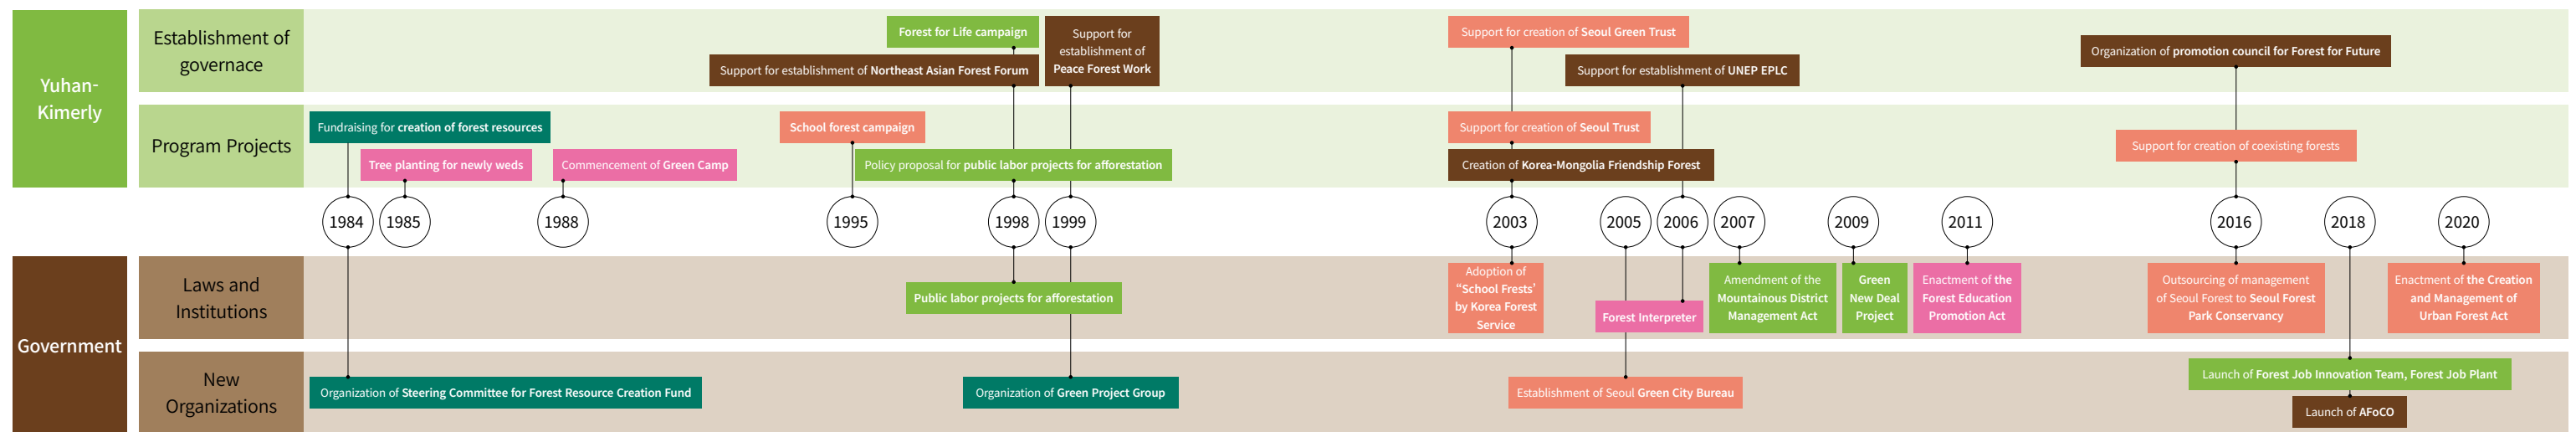 Yuhan-
Kimerly
Establishment of
governace
Forest for Life campaign
Support for establishment of Northeast Asian Forest Forum
Support for
establishment of
Peace Forest Work
Support for creation of Seoul Green Trust
Support for establishment of UNEP EPLC
Organization of promotion council for Forest for Future
Program Projects
Fundraising for creation of forest resources
Tree planting for newly weds
Commencement of Green Camp
School forest campaign
Policy proposal for public labor projects for afforestation
Support for creation of Seoul Trust
Creation of Korea-Mongolia Friendship Forest
Support for creation of coexisting forests
1984
1985
1988
1995
1998
1999
2003
2005
2006
2007
2009
2011
2016
2018
2020
Government
Laws and
Institutions
Public labor projects for afforestation
Adoption of
“School Frests’
by Korea Forest
Service
Forest Interpreter
Amendment of the
Mountainous District
Management Act
Green
New Deal
Project
Enactment of the
Forest Education
Promotion Act
Outsourcing of management
of Seoul Forest to Seoul Forest
Park Conservancy
Enactment of the Creation
and Management of
Urban Forest Act
New
Organizations
Organization of Steering Committee for Forest Resource Creation Fund
Organization of Green Project Group
Establishment of Seoul Green City Bureau
Launch of Forest Job Innovation Team, Forest Job Plant
Launch of AFoCO